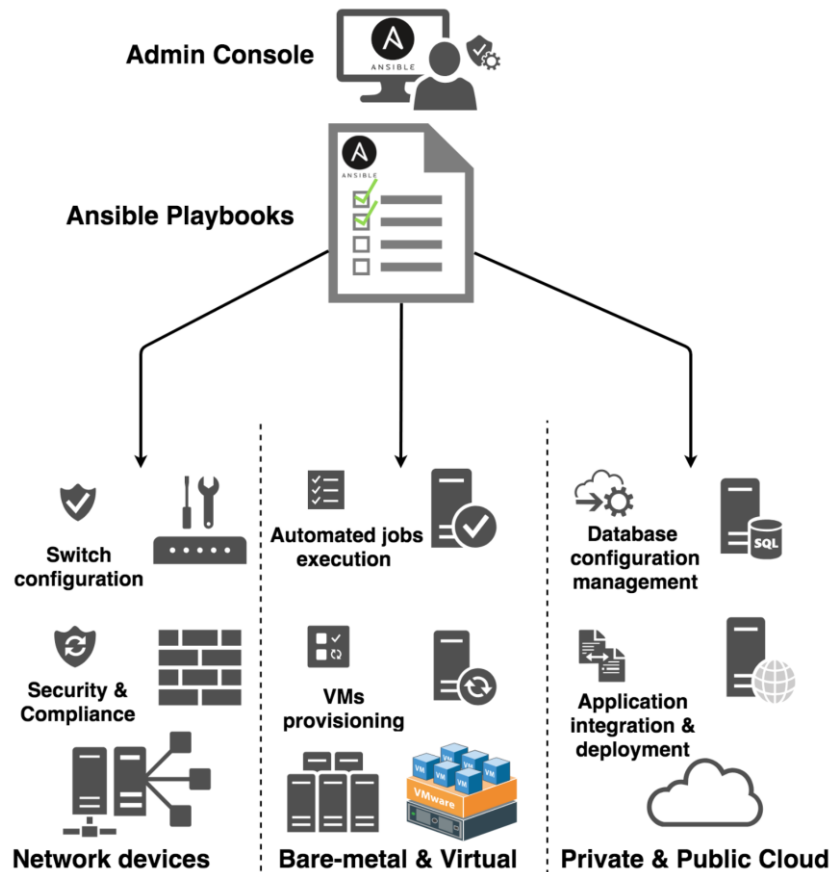 Admin Console
ANSIBLE
ANSIBLE
Ansible Playbooks
Switch
configuration
Security &
Compliance
Network devices
Automated jobs
execution
VMs
provisioning
VM
VM
VM
VM
VM
VM
VMware
Bare-metal & Virtual
Database
configuration
management
SQL
Application
integration &
deployment
Private & Public Cloud